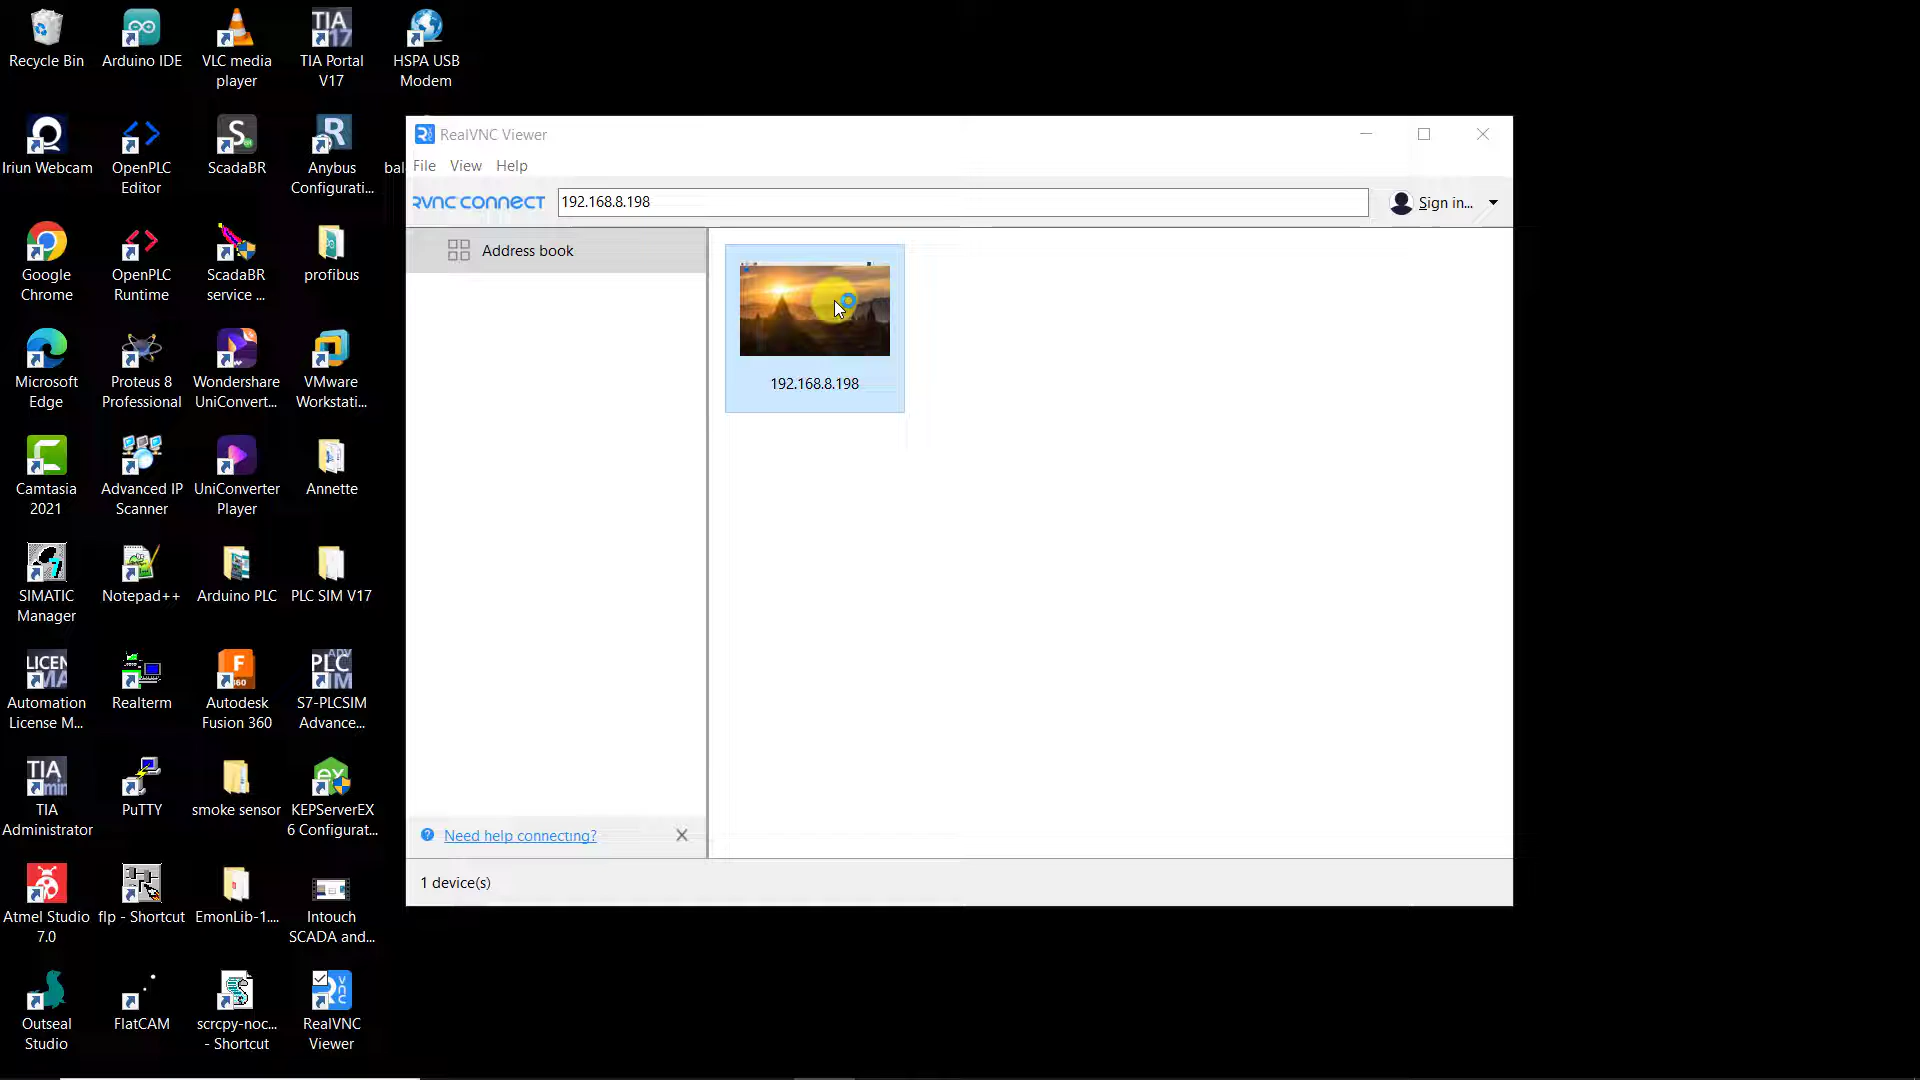 Recycle Bin
Arduino IDE
VLC media
player
TIA Portal
V17
HSPA USB
Modem
Iriun Webcam
OpenPLC
Editor
ScadaBR
Anybus
Configurati...
bal
Google
Chrome
OpenPLC
Runtime
ScadaBR
service ...
profibus
Microsoft
Edge
Proteus 8
Professional
Wondershare
UniConvert...
VMware
Workstati...
Camtasia
2021
Advanced IP
Scanner
UniConverter
Player
Annette
SIMATIC
Manager
Notepad++
Arduino PLC
PLC SIM V17
Automation
License M...
Realterm
Autodesk
Fusion 360
S7-PLCSIM
Advance...
TIA
Administrator
PuTTY
smoke sensor
KEPServerEX
6 Configurat...
Atmel Studio
7.0
flp - Shortcut
EmonLib-1....
Intouch
SCADA and...
Outseal
Studio
FlatCAM
scrcpy-noc...
- Shortcut
RealVNC
Viewer
RealVNC Viewer
File View Help
RVNC CONNECT
192.168.8.198
Sign in...
Address book
192.168.8.198
Need help connecting?
1 device(s)